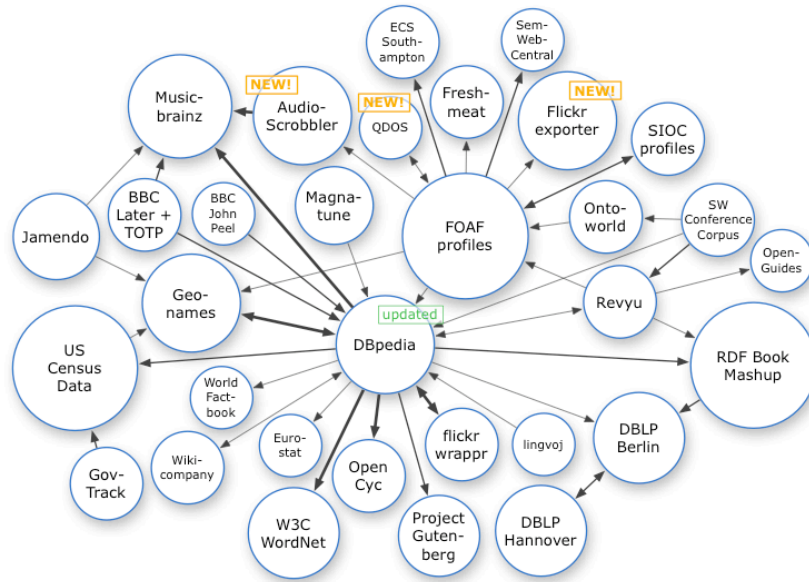 ECS
South-
ampton
Sem-
Web-
Central
NEW!
Music-
brainz
Audio-
Scrobbler
NEW!
QDOS
Fresh-
meat
NEW!
Flickr
exporter
SIOC
profiles
BBC
Later +
TOTP
BBC
John
Peel
Magna-
tune
FOAF
profiles
Onto-
world
SW
Conference
Corpus
Jamendo
Open-
Guides
Geo-
names
Revyu
updated
DBpedia
US
Census
Data
RDF Book
Mashup
World
Fact-
book
Euro-
stat
flickr
wrappr
lingvoj
DBLP
Berlin
Wiki-
company
Gov-
Track
Open
Cyc
W3C
WordNet
Project
Guten-
berg
DBLP
Hannover